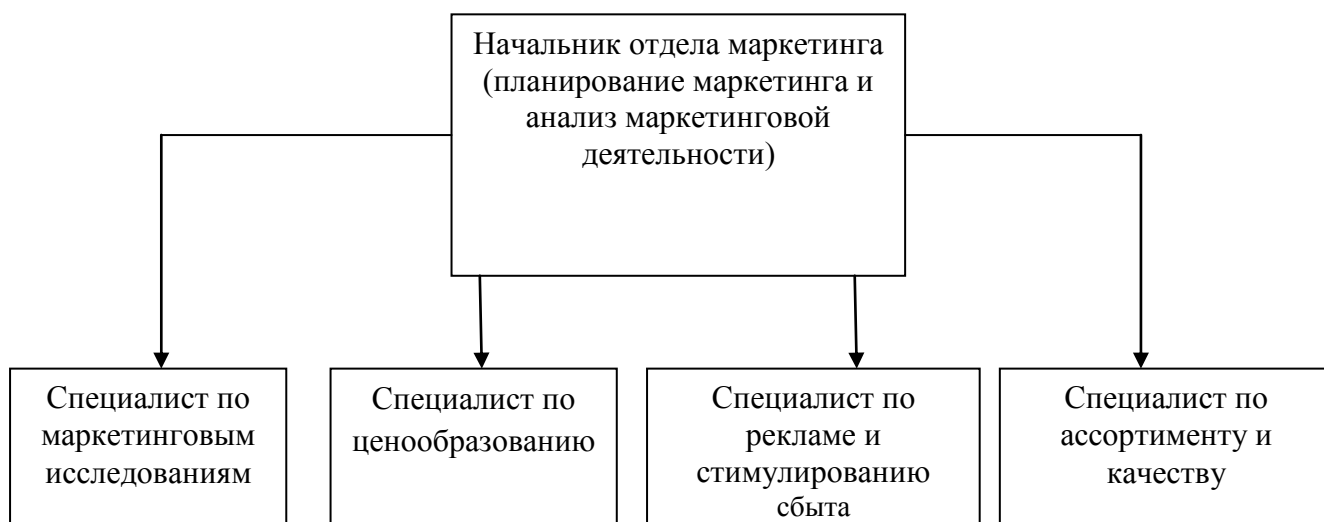 Начальник отдела маркетинга
(планирование маркетинга и
анализ маркетинговой
деятельности)
Специалист по
маркетинговым
исследованиям
Специалист по
ценообразованию
Специалист по
рекламе и
стимулированию
сбыта
Специалист по
ассортименту и
качеству